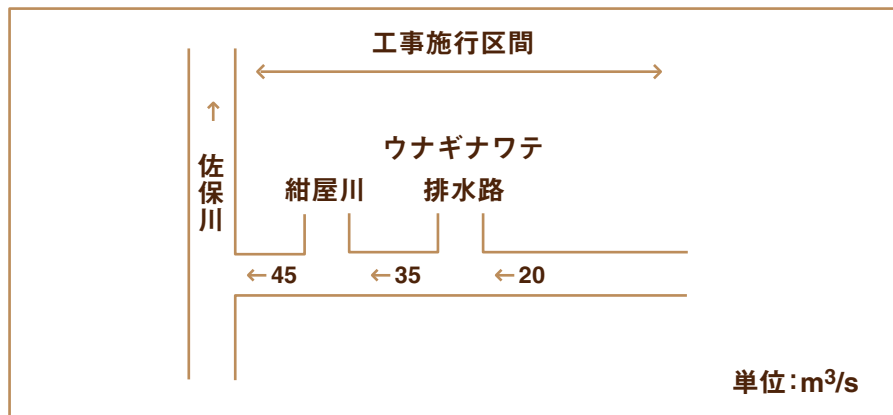 工事施行区間
↑
佐保川
ウナギナワテ
排水路
紺屋川
←45
←35
←20
単位:m³/s